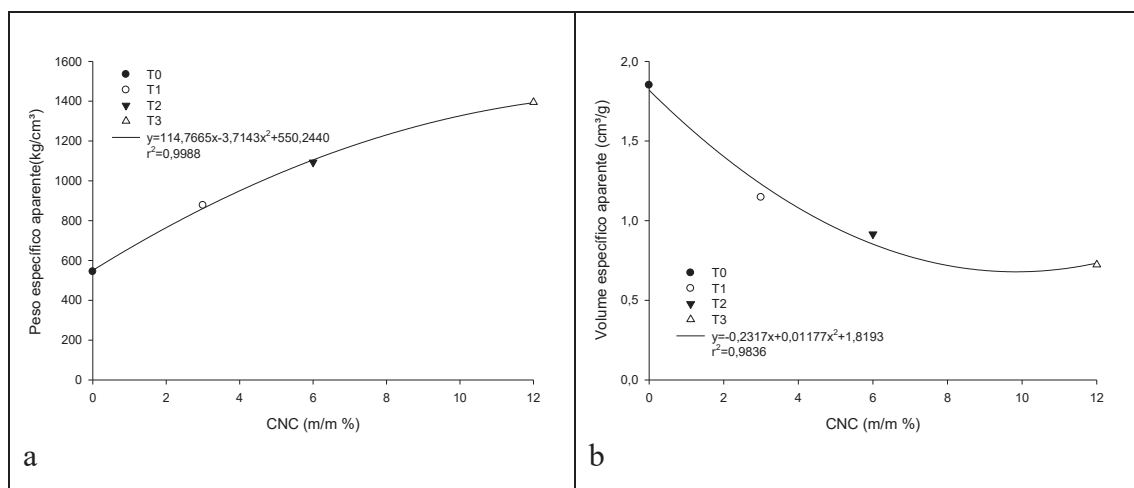 Peso específico aparente(kg/cm³)
1600
1400
1200
1000
800
600
400
200
0
T0
T1
T2
T3
y=114,7665x-3,7143x²+550,2440
r²=0,9988
0 2 4 6 8 10 12
CNC (m/m %)
a
Volume específico aparente (cm³/g)
2,0
1,5
1,0
0,5
0,0
T0
T1
T2
T3
y=-0,2317x+0,01177x²+1,8193
r²=0,9836
0 2 4 6 8 10 12
CNC (m/m %)
b